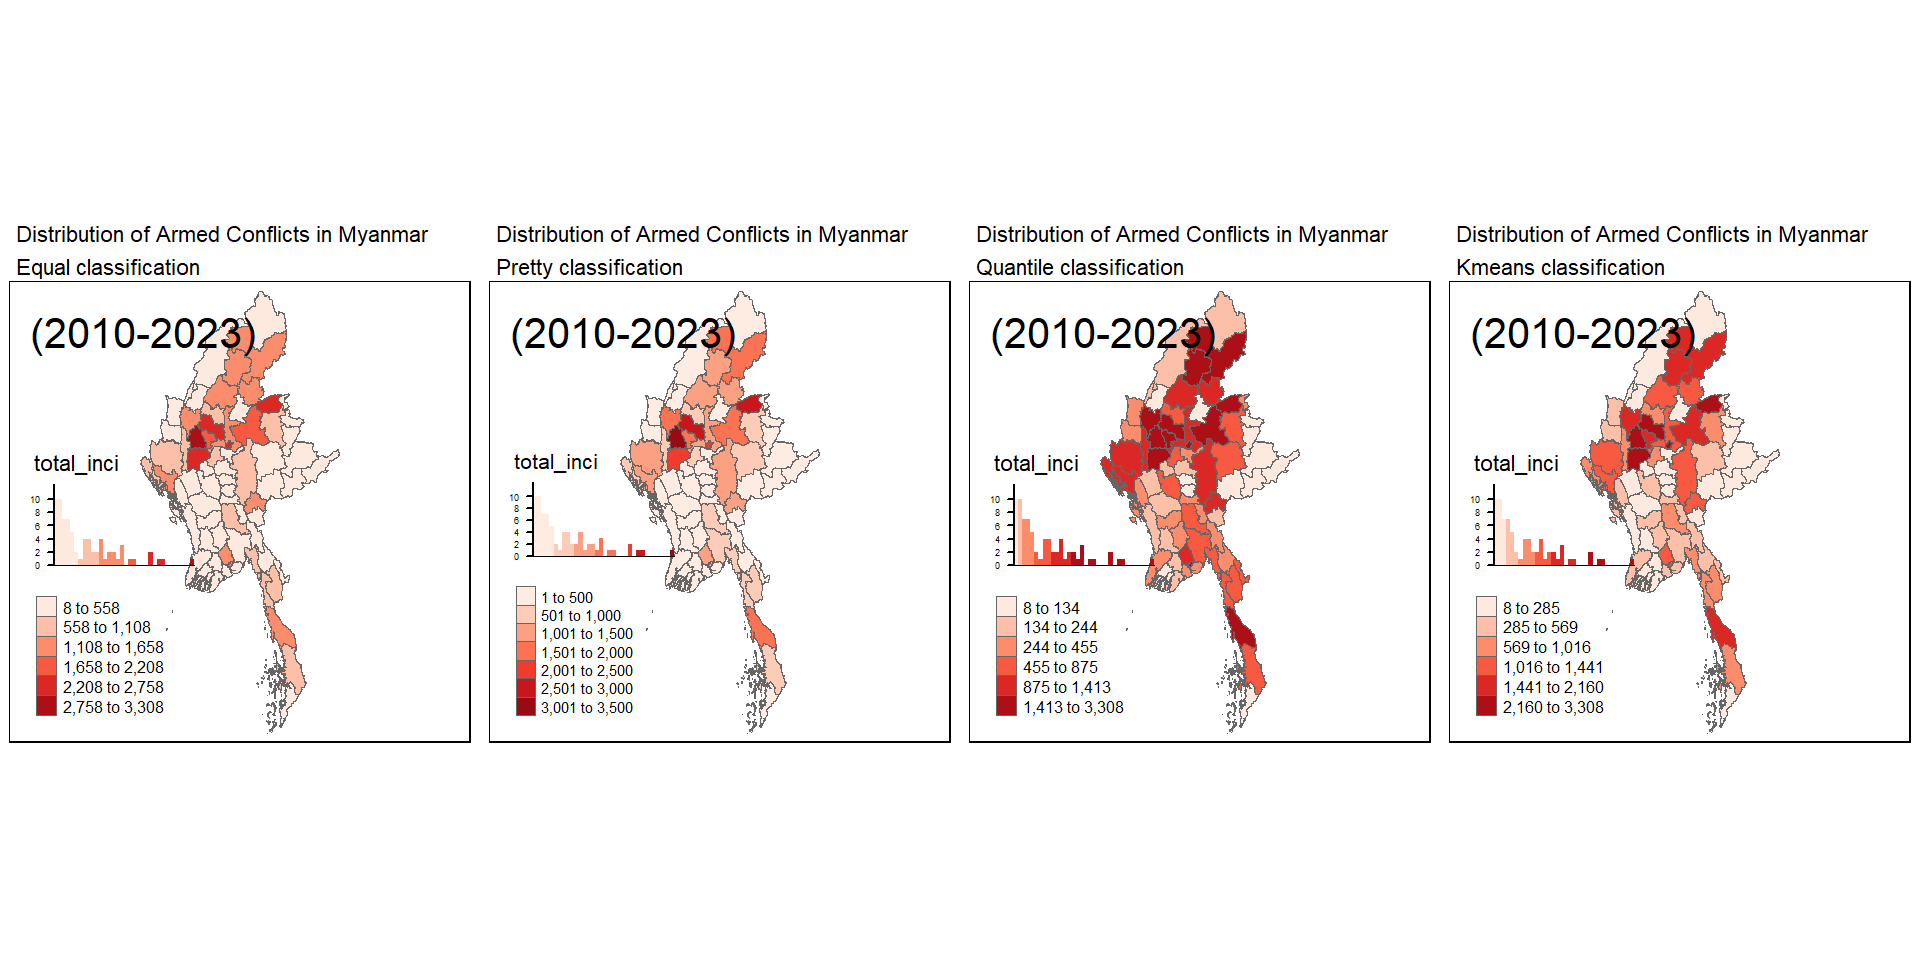 Distribution of Armed Conflicts in Myanmar
Equal classification
(2010-2023)
total_inci
10
8
6
4
2
0
8 to 558
558 to 1,108
1,108 to 1,658
1,658 to 2,208
2,208 to 2,758
2,758 to 3,308
Distribution of Armed Conflicts in Myanmar
Pretty classification
(2010-2023)
total_inci
10
8
6
4
2
0
1 to 500
501 to 1,000
1,001 to 1,500
1,501 to 2,000
2,001 to 2,500
2,501 to 3,000
3,001 to 3,500
Distribution of Armed Conflicts in Myanmar
Quantile classification
(2010-2023)
total_inci
10
8
6
4
2
0
8 to 134
134 to 244
244 to 455
455 to 875
875 to 1,413
1,413 to 3,308
Distribution of Armed Conflicts in Myanmar
Kmeans classification
(2010-2023)
total_inci
10
8
6
4
2
0
8 to 285
285 to 569
569 to 1,016
1,016 to 1,441
1,441 to 2,160
2,160 to 3,308